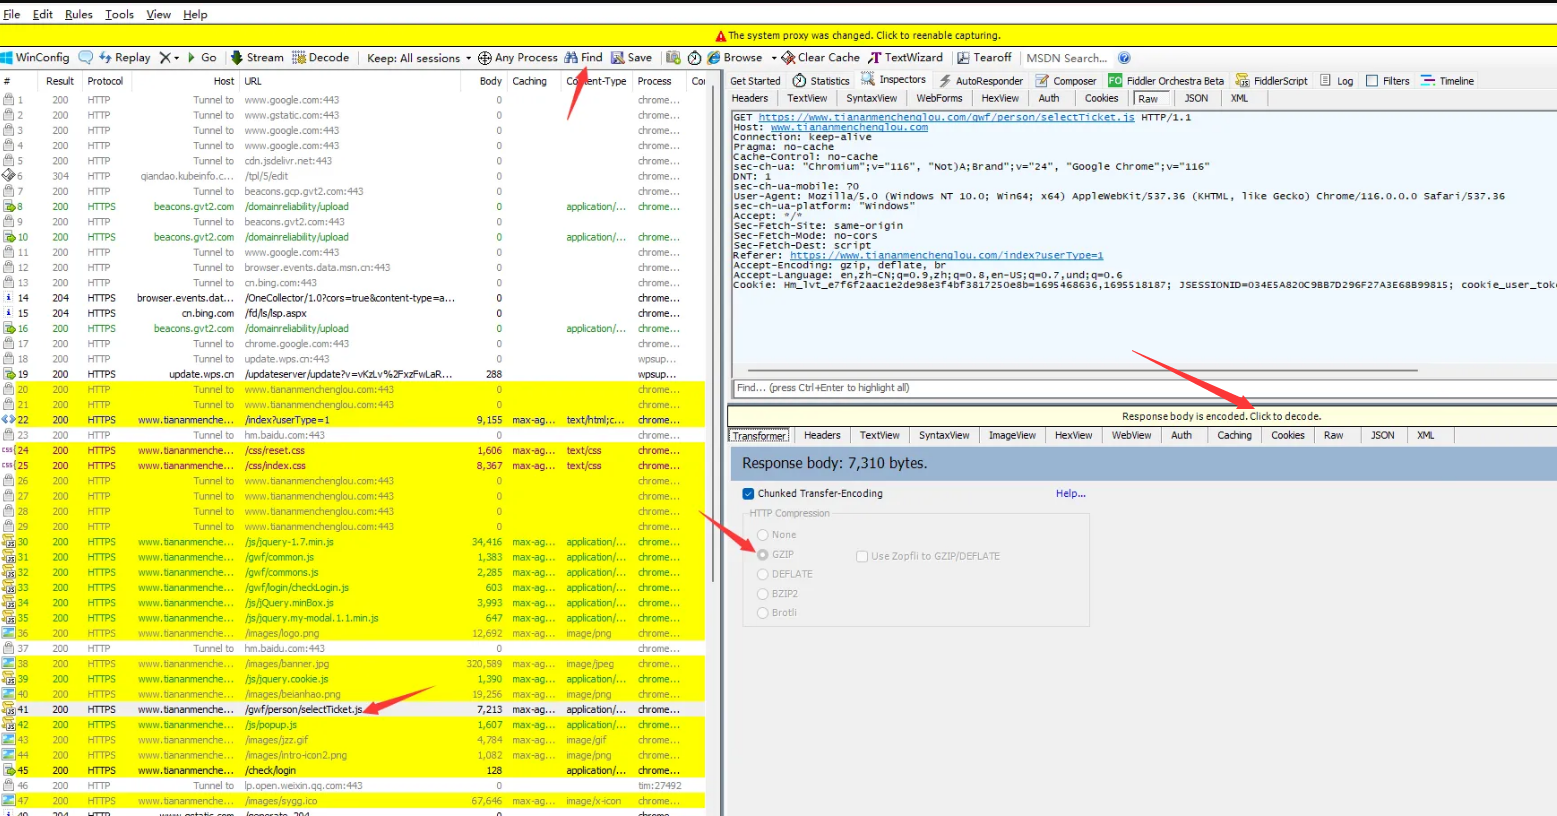 File Edit Rules Tools View Help
The system proxy was changed. Click to reenable capturing.
WinConfig Replay Go Stream Decode Keep: All sessions Any Process Find Save Browse Clear Cache TextWizard Tearoff MSDN Search...
# Result Protocol Host URL Body Caching Content-Type Process Co
1 200 HTTP Tunnel to www.google.com:443 0 chrome...
2 200 HTTP Tunnel to www.gstatic.com:443 0 chrome...
3 200 HTTP Tunnel to www.google.com:443 0 chrome...
4 200 HTTP Tunnel to www.google.com:443 0 chrome...
5 200 HTTP Tunnel to cdn.jsdelivr.net:443 0 chrome...
6 304 HTTP qiandao.kubeinfo.c... /tpl/5/edit 0 chrome...
7 200 HTTP Tunnel to beacons.gcp.gvt2.com:443 0 chrome...
8 200 HTTPS beacons.gvt2.com /domainreliability/upload 0 application/... chrome...
9 200 HTTP Tunnel to beacons.gvt2.com:443 0 chrome...
10 200 HTTPS beacons.gvt2.com /domainreliability/upload 0 application/... chrome...
11 200 HTTP Tunnel to www.google.com:443 0 chrome...
12 200 HTTP Tunnel to browser.events.data.msn.cn:443 0 chrome...
13 200 HTTP Tunnel to cn.bing.com:443 0 chrome...
14 204 HTTPS browser.events.dat... /OneCollector/1.0?cors=true&content-type=a... 0 chrome...
15 204 HTTPS cn.bing.com /fd/ls/lsp.aspx 0 chrome...
16 200 HTTPS beacons.gvt2.com /domainreliability/upload 0 application/... chrome...
17 200 HTTP Tunnel to chrome.google.com:443 0 chrome...
18 200 HTTP Tunnel to update.wps.cn:443 0 wpsup...
19 200 HTTPS update.wps.cn /updateserver/update?v=vKzLv%2FxzFwLaR... 288 wpsup...
20 200 HTTP Tunnel to www.tiananmenchenglou.com:443 0 chrome...
21 200 HTTP Tunnel to www.tiananmenchenglou.com:443 0 chrome...
22 200 HTTPS www.tiananmenche... /index?userType=1 9,155 max-ag... text/html;c... chrome...
23 200 HTTP Tunnel to hm.baidu.com:443 0 chrome...
24 200 HTTPS www.tiananmenche... /css/reset.css 1,606 max-ag... text/css chrome...
25 200 HTTPS www.tiananmenche... /css/index.css 8,367 max-ag... text/css chrome...
26 200 HTTP Tunnel to www.tiananmenchenglou.com:443 0 chrome...
27 200 HTTP Tunnel to www.tiananmenchenglou.com:443 0 chrome...
28 200 HTTP Tunnel to www.tiananmenchenglou.com:443 0 chrome...
29 200 HTTP Tunnel to www.tiananmenchenglou.com:443 0 chrome...
30 200 HTTPS www.tiananmenche... /js/jquery-1.7.min.js 34,416 max-ag... application/... chrome...
31 200 HTTPS www.tiananmenche... /gwf/common.js 1,383 max-ag... application/... chrome...
32 200 HTTPS www.tiananmenche... /gwf/commons.js 2,285 max-ag... application/... chrome...
33 200 HTTPS www.tiananmenche... /gwf/login/checkLogin.js 603 max-ag... application/... chrome...
34 200 HTTPS www.tiananmenche... /js/jQuery.minBox.js 3,993 max-ag... application/... chrome...
35 200 HTTPS www.tiananmenche... /js/jquery.my-modal.1.1.min.js 647 max-ag... application/... chrome...
36 200 HTTPS www.tiananmenche... /images/logo.png 12,692 max-ag... image/png chrome...
37 200 HTTP Tunnel to hm.baidu.com:443 0 chrome...
38 200 HTTPS www.tiananmenche... /images/banner.jpg 320,589 max-ag... image/jpeg chrome...
39 200 HTTPS www.tiananmenche... /js/jquery.cookie.js 1,390 max-ag... application/... chrome...
40 200 HTTPS www.tiananmenche... /images/beianhao.png 19,256 max-ag... image/png chrome...
41 200 HTTPS www.tiananmenche... /gwf/person/selectTicket.js 7,213 max-ag... application/... chrome...
42 200 HTTPS www.tiananmenche... /js/popup.js 1,607 max-ag... application/... chrome...
43 200 HTTPS www.tiananmenche... /images/jzz.gif 4,784 max-ag... image/gif chrome...
44 200 HTTPS www.tiananmenche... /images/intro-icon2.png 1,082 max-ag... image/png chrome...
45 200 HTTPS www.tiananmenche... /check/login 128 application/... chrome...
46 200 HTTP Tunnel to lp.open.weixin.qq.com:443 0 tim:27492
47 200 HTTPS www.tiananmenche... /images/sygg.ico 67,646 max-ag... image/x-icon chrome...
204 HTTPS www.gstatic.com /generate_204 0 chrome...
Get Started Statistics Inspectors AutoResponder Composer FO Fiddler Orchestra Beta FiddlerScript Log Filters Timeline
Headers TextView SyntaxView WebForms HexView Auth Cookies Raw JSON XML
GET https://www.tiananmenchenglou.com/gwf/person/selectTicket.js HTTP/1.1
Host: www.tiananmenchenglou.com
Connection: keep-alive
Pragma: no-cache
Cache-Control: no-cache
sec-ch-ua: "Chromium";v="116", "Not)A;Brand";v="24", "Google Chrome";v="116"
DNT: 1
sec-ch-ua-mobile: ?0
User-Agent: Mozilla/5.0 (Windows NT 10.0; Win64; x64) AppleWebKit/537.36 (KHTML, like Gecko) Chrome/116.0.0.0 Safari/537.36
sec-ch-ua-platform: "Windows"
Accept: */*
Sec-Fetch-Site: same-origin
Sec-Fetch-Mode: no-cors
Sec-Fetch-Dest: script
Referer: https://www.tiananmenchenglou.com/index?userType=1
Accept-Encoding: gzip, deflate, br
Accept-Language: en,zh-CN;q=0.9,zh;q=0.8,en-US;q=0.7,und;q=0.6
Cookie: Hm_lvt_e7f6f2aac1e2de98e3f4bf3817250e8b=1695468636,1695518187; JSESSIONID=034E5A820C9BB7D296F27A3E68B99815; cookie_user_toke
Find... (press Ctrl+Enter to highlight all)
Response body is encoded. Click to decode.
Transformer Headers TextView SyntaxView ImageView HexView WebView Auth Caching Cookies Raw JSON XML
Response body: 7,310 bytes.
Chunked Transfer-Encoding Help...
HTTP Compression
None
GZIP Use Zopfli to GZIP/DEFLATE
DEFLATE
BZIP2
Brotli